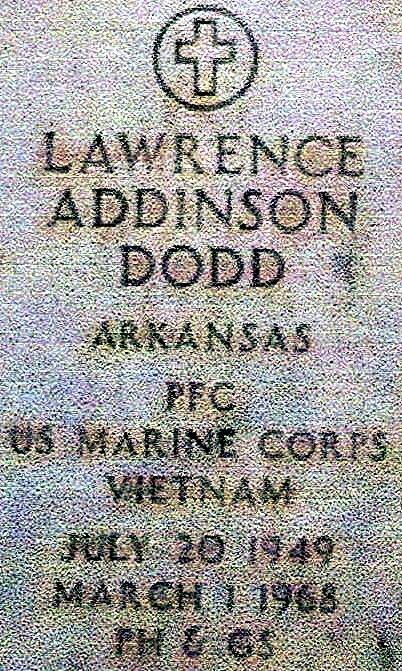 LAWRENCE
ADDINSON
DODD
ARKANSAS
PFC
US MARINE CORPS
VIETNAM
JULY 20 1949
MARCH 1 1968
PH & GS